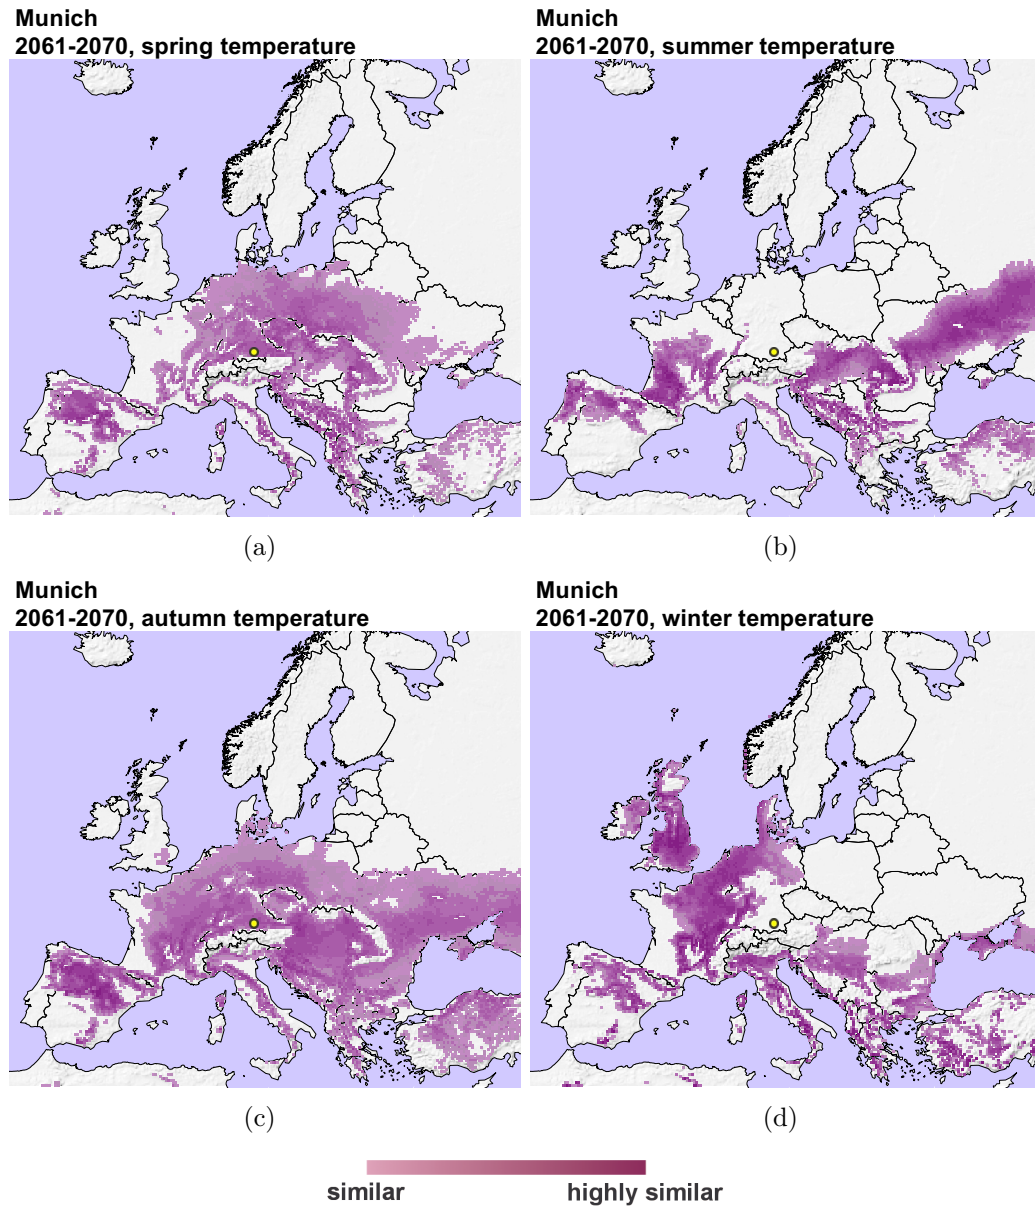 Munich
2061-2070, spring temperature
Munich
2061-2070, summer temperature
(a)
(b)
Munich
2061-2070, autumn temperature
Munich
2061-2070, winter temperature
(c)
(d)
similar
highly similar